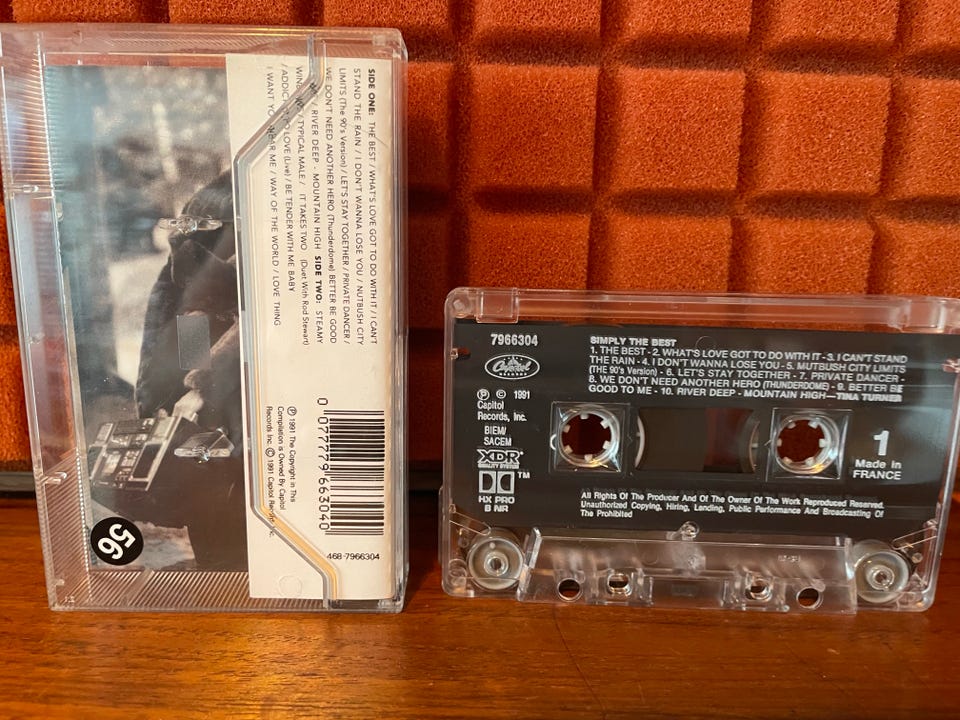 SIDE ONE: THE BEST / WHAT'S LOVE GOT TO DO WITH IT / I CAN'T
STAND THE RAIN / I DON'T WANNA LOSE YOU / NUTBUSH CITY
LIMITS (The 90's Version) / LET'S STAY TOGETHER / PRIVATE DANCER /
WE DON'T NEED ANOTHER HERO (Thunderdome) BETTER BE GOOD
/ RIVER DEEP - MOUNTAIN HIGH SIDE TWO: STEAMY
/ TYPICAL MALE / IT TAKES TWO (Duet With Rod Stewart)
/ ADDICTED TO LOVE (Live) / BE TENDER WITH ME BABY
I WANT YOU NEAR ME / WAY OF THE WORLD / LOVE THING
℗ 1991 The Copyright in This
Compilation is Owned By Capitol
Records Inc. © 1991 Capitol Records, Inc.
0 07777 96630 40
468-7966304
56
7966304
Capitol
℗ © 1991
Capitol
Records, Inc.
BIEM/
SACEM
XDR
QUALITY SYSTEM
TM
HX PRO
B NR
SIMPLY THE BEST
1. THE BEST - 2. WHAT'S LOVE GOT TO DO WITH IT - 3. I CAN'T STAND
THE RAIN - 4. I DON'T WANNA LOSE YOU - 5. MUTBUSH CITY LIMITS
(THE 90's Version) - 6. LET'S STAY TOGETHER - 7. PRIVATE DANCER -
8. WE DON'T NEED ANOTHER HERO (THUNDERDOME) - 9. BETTER BE
GOOD TO ME - 10. RIVER DEEP - MOUNTAIN HIGH—TINA TURNER
1
Made in
FRANCE
All Rights Of The Producer And Of The Owner Of The Work Reproduced Reserved.
Unauthorized Copying, Hiring, Lending, Public Performance And Broadcasting Of
The Prohibited